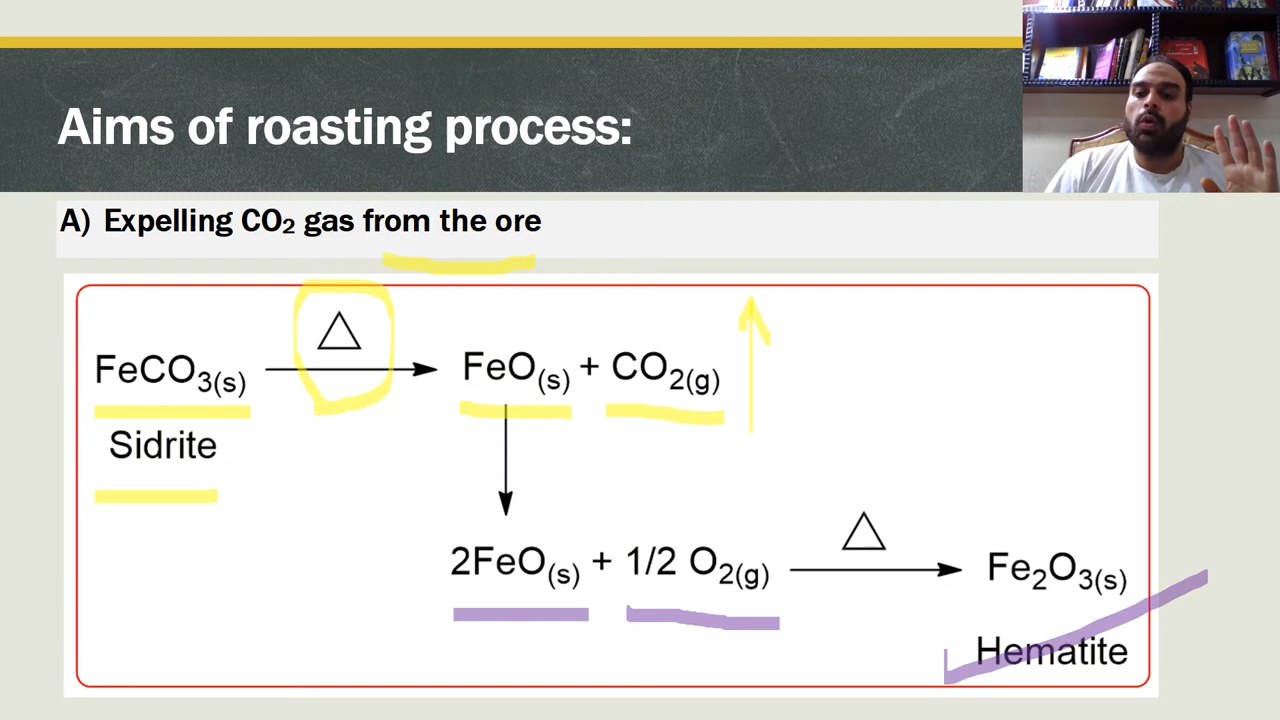 Aims of roasting process:
A) Expelling CO₂ gas from the ore
FeCO₃(s) → FeO(s) + CO₂(g)
Sidrite
2FeO(s) + 1/2 O₂(g) → Fe₂O₃(s)
Hematite